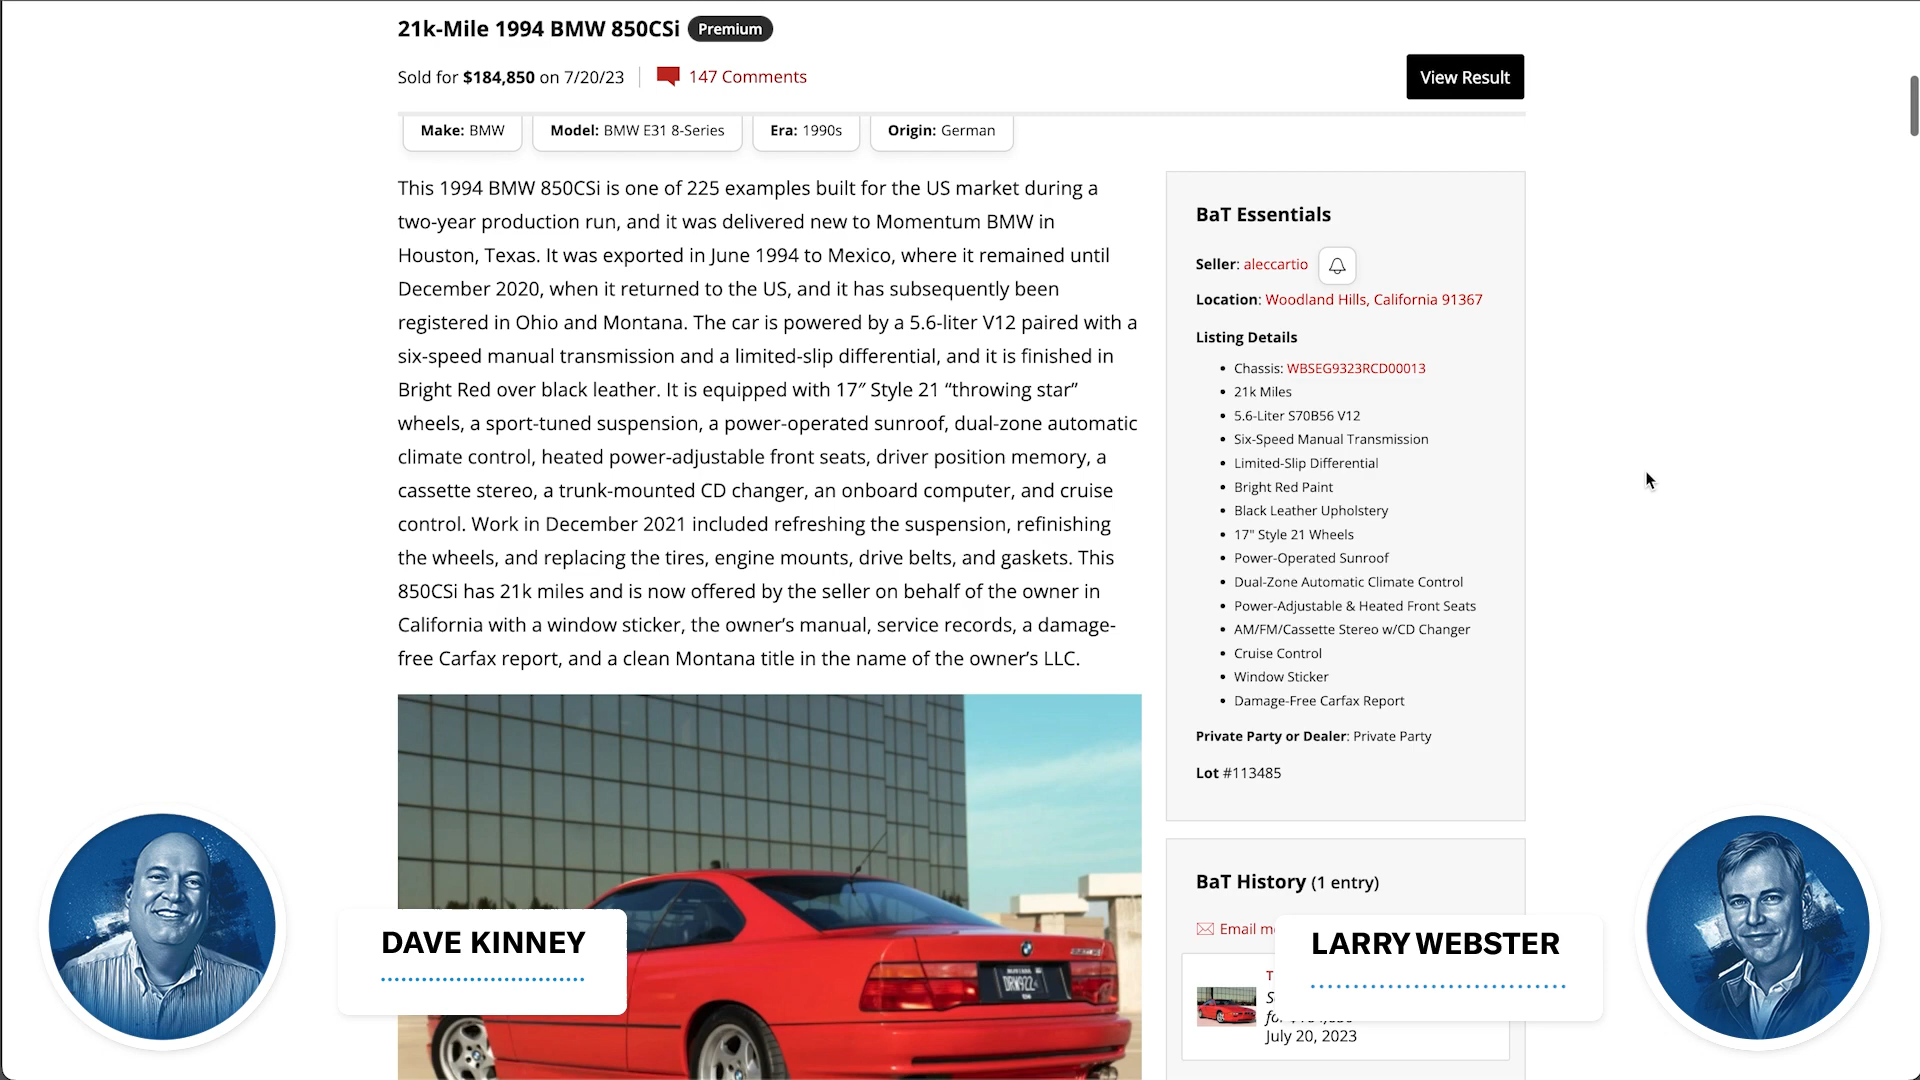 21k-Mile 1994 BMW 850CSi Premium
Sold for $184,850 on 7/20/23 147 Comments
View Result
Make: BMW Model: BMW E31 8-Series Era: 1990s Origin: German
This 1994 BMW 850CSi is one of 225 examples built for the US market during a
two-year production run, and it was delivered new to Momentum BMW in
Houston, Texas. It was exported in June 1994 to Mexico, where it remained until
December 2020, when it returned to the US, and it has subsequently been
registered in Ohio and Montana. The car is powered by a 5.6-liter V12 paired with a
six-speed manual transmission and a limited-slip differential, and it is finished in
Bright Red over black leather. It is equipped with 17″ Style 21 “throwing star”
wheels, a sport-tuned suspension, a power-operated sunroof, dual-zone automatic
climate control, heated power-adjustable front seats, driver position memory, a
cassette stereo, a trunk-mounted CD changer, an onboard computer, and cruise
control. Work in December 2021 included refreshing the suspension, refinishing
the wheels, and replacing the tires, engine mounts, drive belts, and gaskets. This
850CSi has 21k miles and is now offered by the seller on behalf of the owner in
California with a window sticker, the owner’s manual, service records, a damage-
free Carfax report, and a clean Montana title in the name of the owner’s LLC.
BaT Essentials
Seller: aleccartio
Location: Woodland Hills, California 91367
Listing Details
• Chassis: WBSEG9323RCD00013
• 21k Miles
• 5.6-Liter S70B56 V12
• Six-Speed Manual Transmission
• Limited-Slip Differential
• Bright Red Paint
• Black Leather Upholstery
• 17" Style 21 Wheels
• Power-Operated Sunroof
• Dual-Zone Automatic Climate Control
• Power-Adjustable & Heated Front Seats
• AM/FM/Cassette Stereo w/CD Changer
• Cruise Control
• Window Sticker
• Damage-Free Carfax Report
Private Party or Dealer: Private Party
Lot #113485
BaT History (1 entry)
Email
July 20, 2023
DAVE KINNEY
LARRY WEBSTER